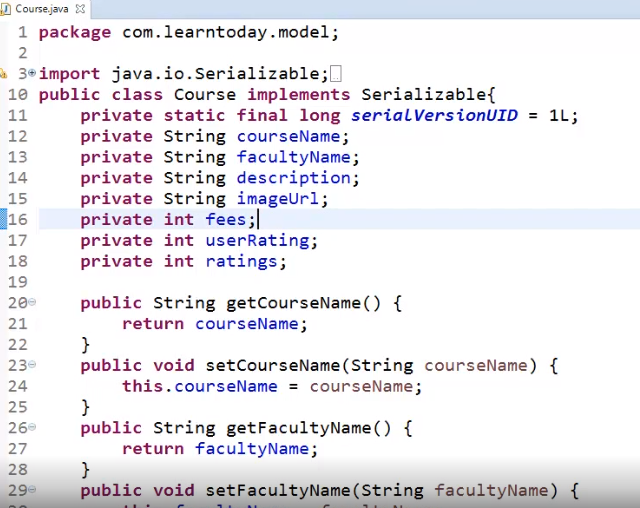 Course.java
1 package com.learntoday.model;
2
3 import java.io.Serializable;
10 public class Course implements Serializable{
11     private static final long serialVersionUID = 1L;
12     private String courseName;
13     private String facultyName;
14     private String description;
15     private String imageUrl;
16     private int fees;
17     private int userRating;
18     private int ratings;
19
20     public String getCourseName() {
21         return courseName;
22     }
23     public void setCourseName(String courseName) {
24         this.courseName = courseName;
25     }
26     public String getFacultyName() {
27         return facultyName;
28     }
29     public void setFacultyName(String facultyName) {